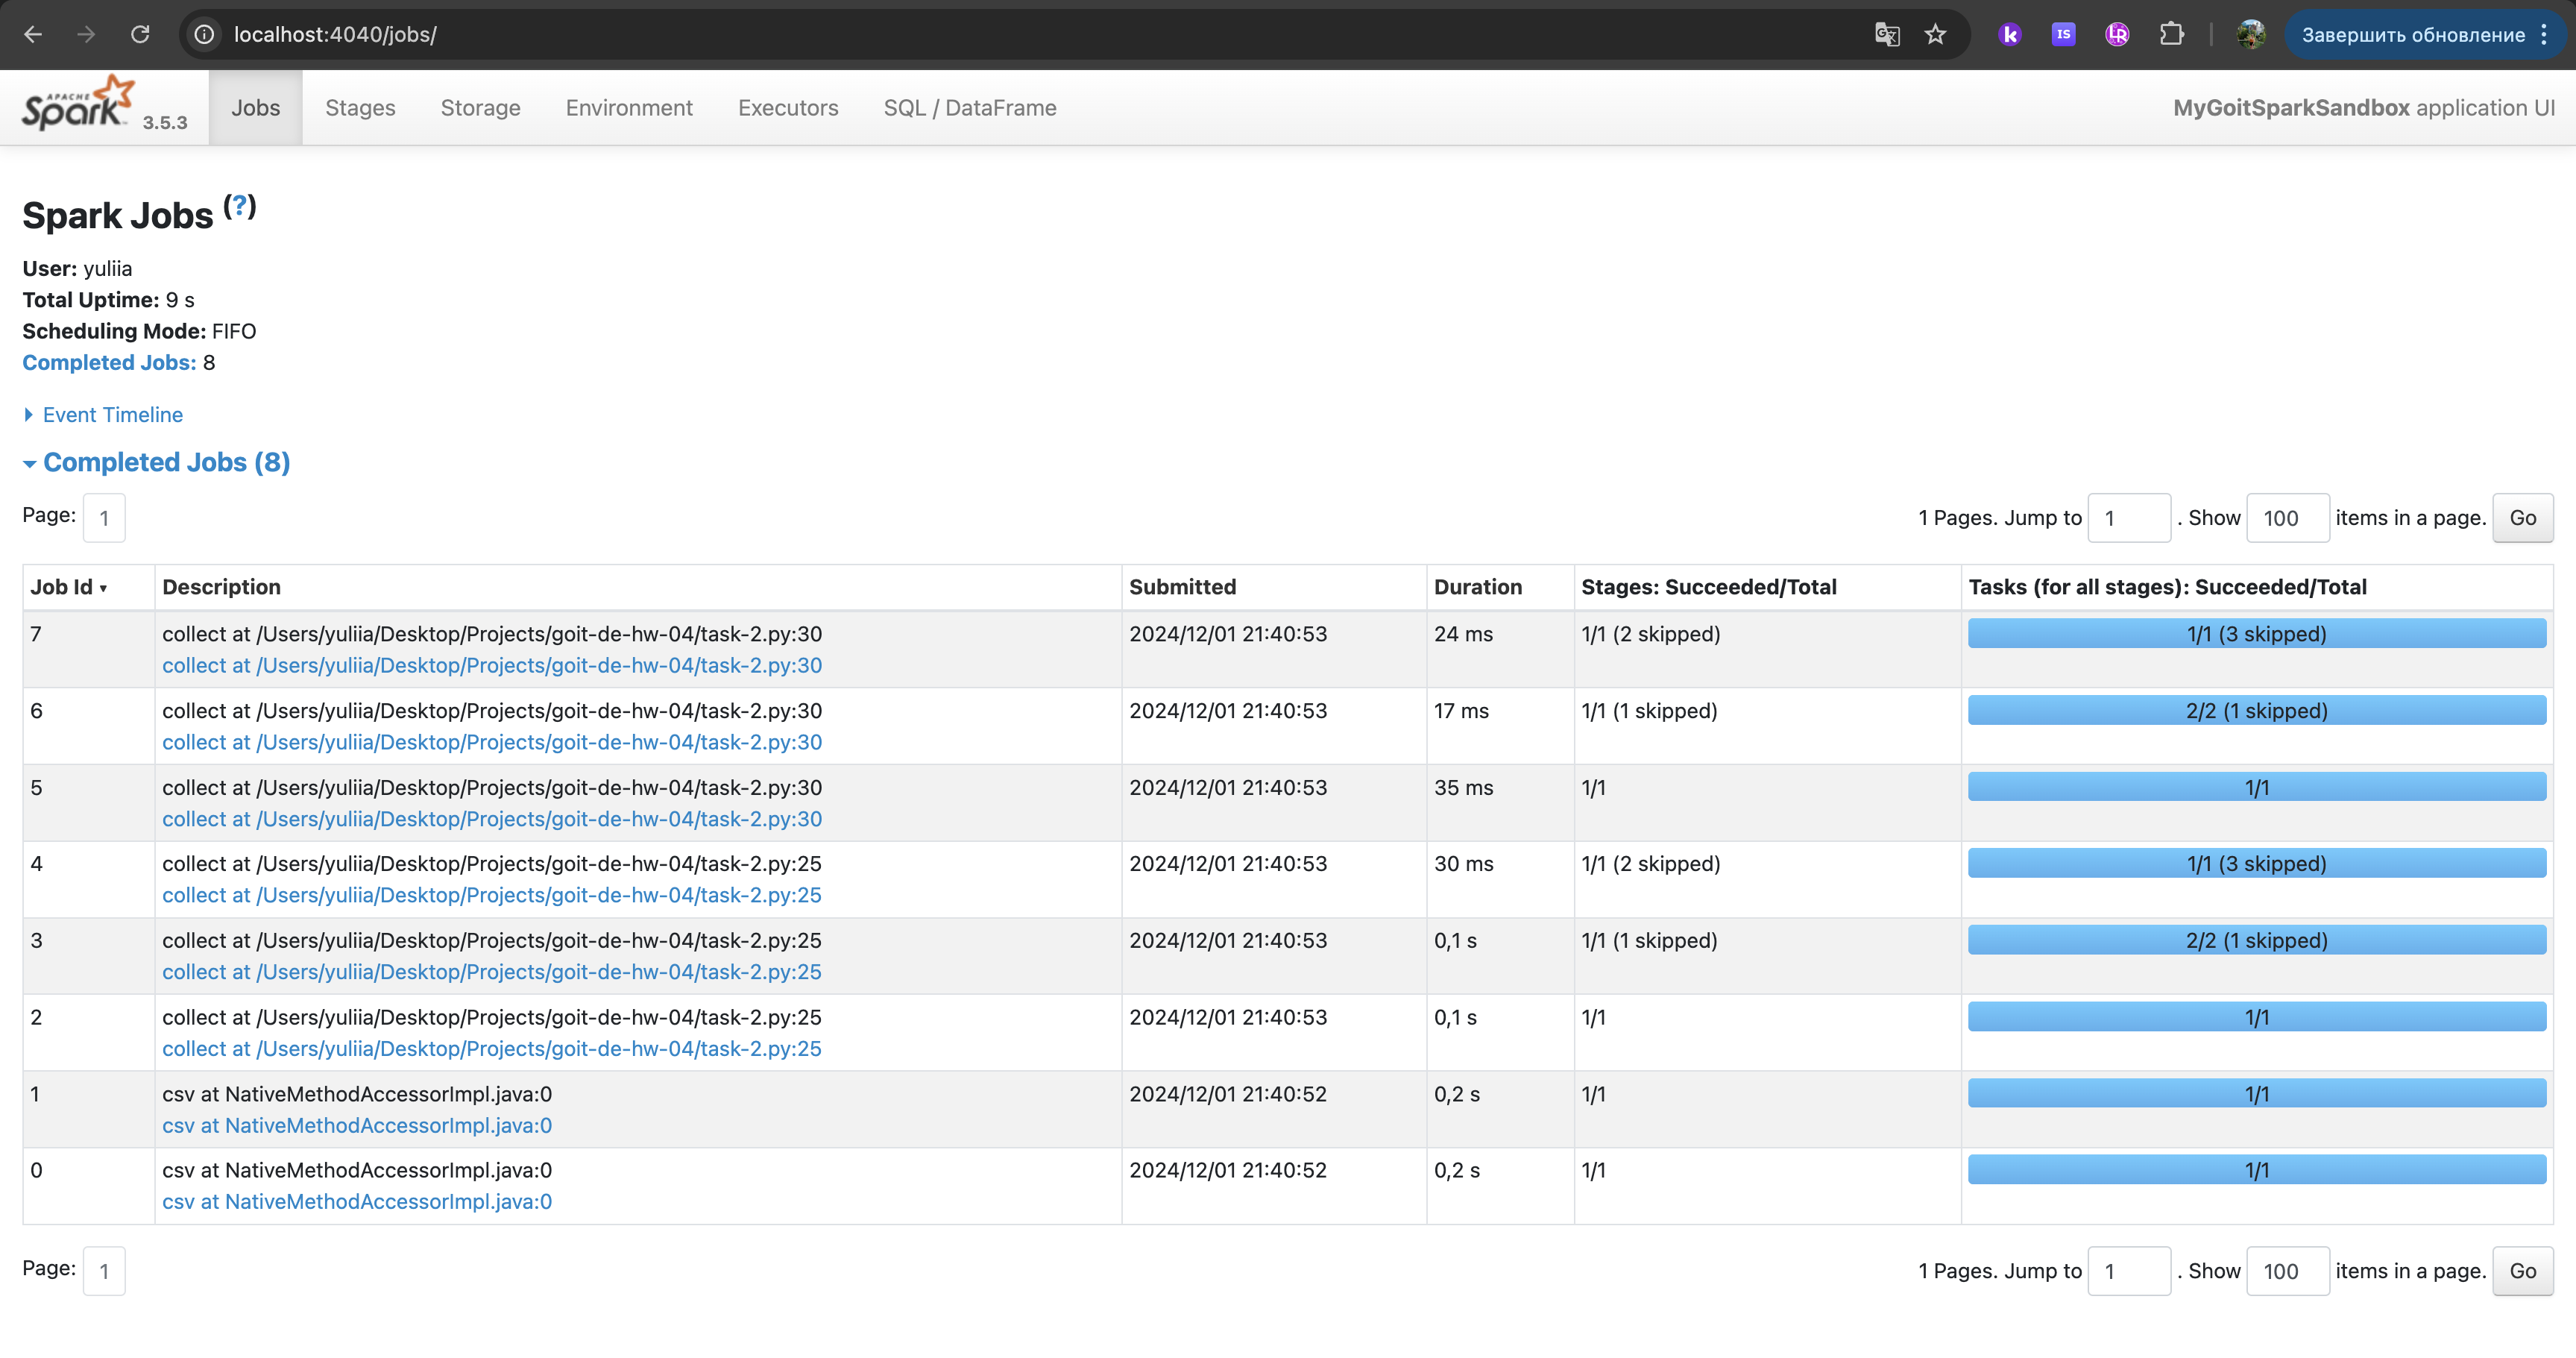 localhost:4040/jobs/
Завершить обновление
APACHE Spark 3.5.3 Jobs Stages Storage Environment Executors SQL / DataFrame MyGoitSparkSandbox application UI
Spark Jobs (?)
User: yuliia
Total Uptime: 9 s
Scheduling Mode: FIFO
Completed Jobs: 8
Event Timeline
Completed Jobs (8)
Page: 1 1 Pages. Jump to 1 . Show 100 items in a page. Go
Job Id ▾ Description Submitted Duration Stages: Succeeded/Total Tasks (for all stages): Succeeded/Total
7 collect at /Users/yuliia/Desktop/Projects/goit-de-hw-04/task-2.py:30 2024/12/01 21:40:53 24 ms 1/1 (2 skipped) 1/1 (3 skipped)
collect at /Users/yuliia/Desktop/Projects/goit-de-hw-04/task-2.py:30
6 collect at /Users/yuliia/Desktop/Projects/goit-de-hw-04/task-2.py:30 2024/12/01 21:40:53 17 ms 1/1 (1 skipped) 2/2 (1 skipped)
collect at /Users/yuliia/Desktop/Projects/goit-de-hw-04/task-2.py:30
5 collect at /Users/yuliia/Desktop/Projects/goit-de-hw-04/task-2.py:30 2024/12/01 21:40:53 35 ms 1/1 1/1
collect at /Users/yuliia/Desktop/Projects/goit-de-hw-04/task-2.py:30
4 collect at /Users/yuliia/Desktop/Projects/goit-de-hw-04/task-2.py:25 2024/12/01 21:40:53 30 ms 1/1 (2 skipped) 1/1 (3 skipped)
collect at /Users/yuliia/Desktop/Projects/goit-de-hw-04/task-2.py:25
3 collect at /Users/yuliia/Desktop/Projects/goit-de-hw-04/task-2.py:25 2024/12/01 21:40:53 0,1 s 1/1 (1 skipped) 2/2 (1 skipped)
collect at /Users/yuliia/Desktop/Projects/goit-de-hw-04/task-2.py:25
2 collect at /Users/yuliia/Desktop/Projects/goit-de-hw-04/task-2.py:25 2024/12/01 21:40:53 0,1 s 1/1 1/1
collect at /Users/yuliia/Desktop/Projects/goit-de-hw-04/task-2.py:25
1 csv at NativeMethodAccessorImpl.java:0 2024/12/01 21:40:52 0,2 s 1/1 1/1
csv at NativeMethodAccessorImpl.java:0
0 csv at NativeMethodAccessorImpl.java:0 2024/12/01 21:40:52 0,2 s 1/1 1/1
csv at NativeMethodAccessorImpl.java:0
Page: 1 1 Pages. Jump to 1 . Show 100 items in a page. Go